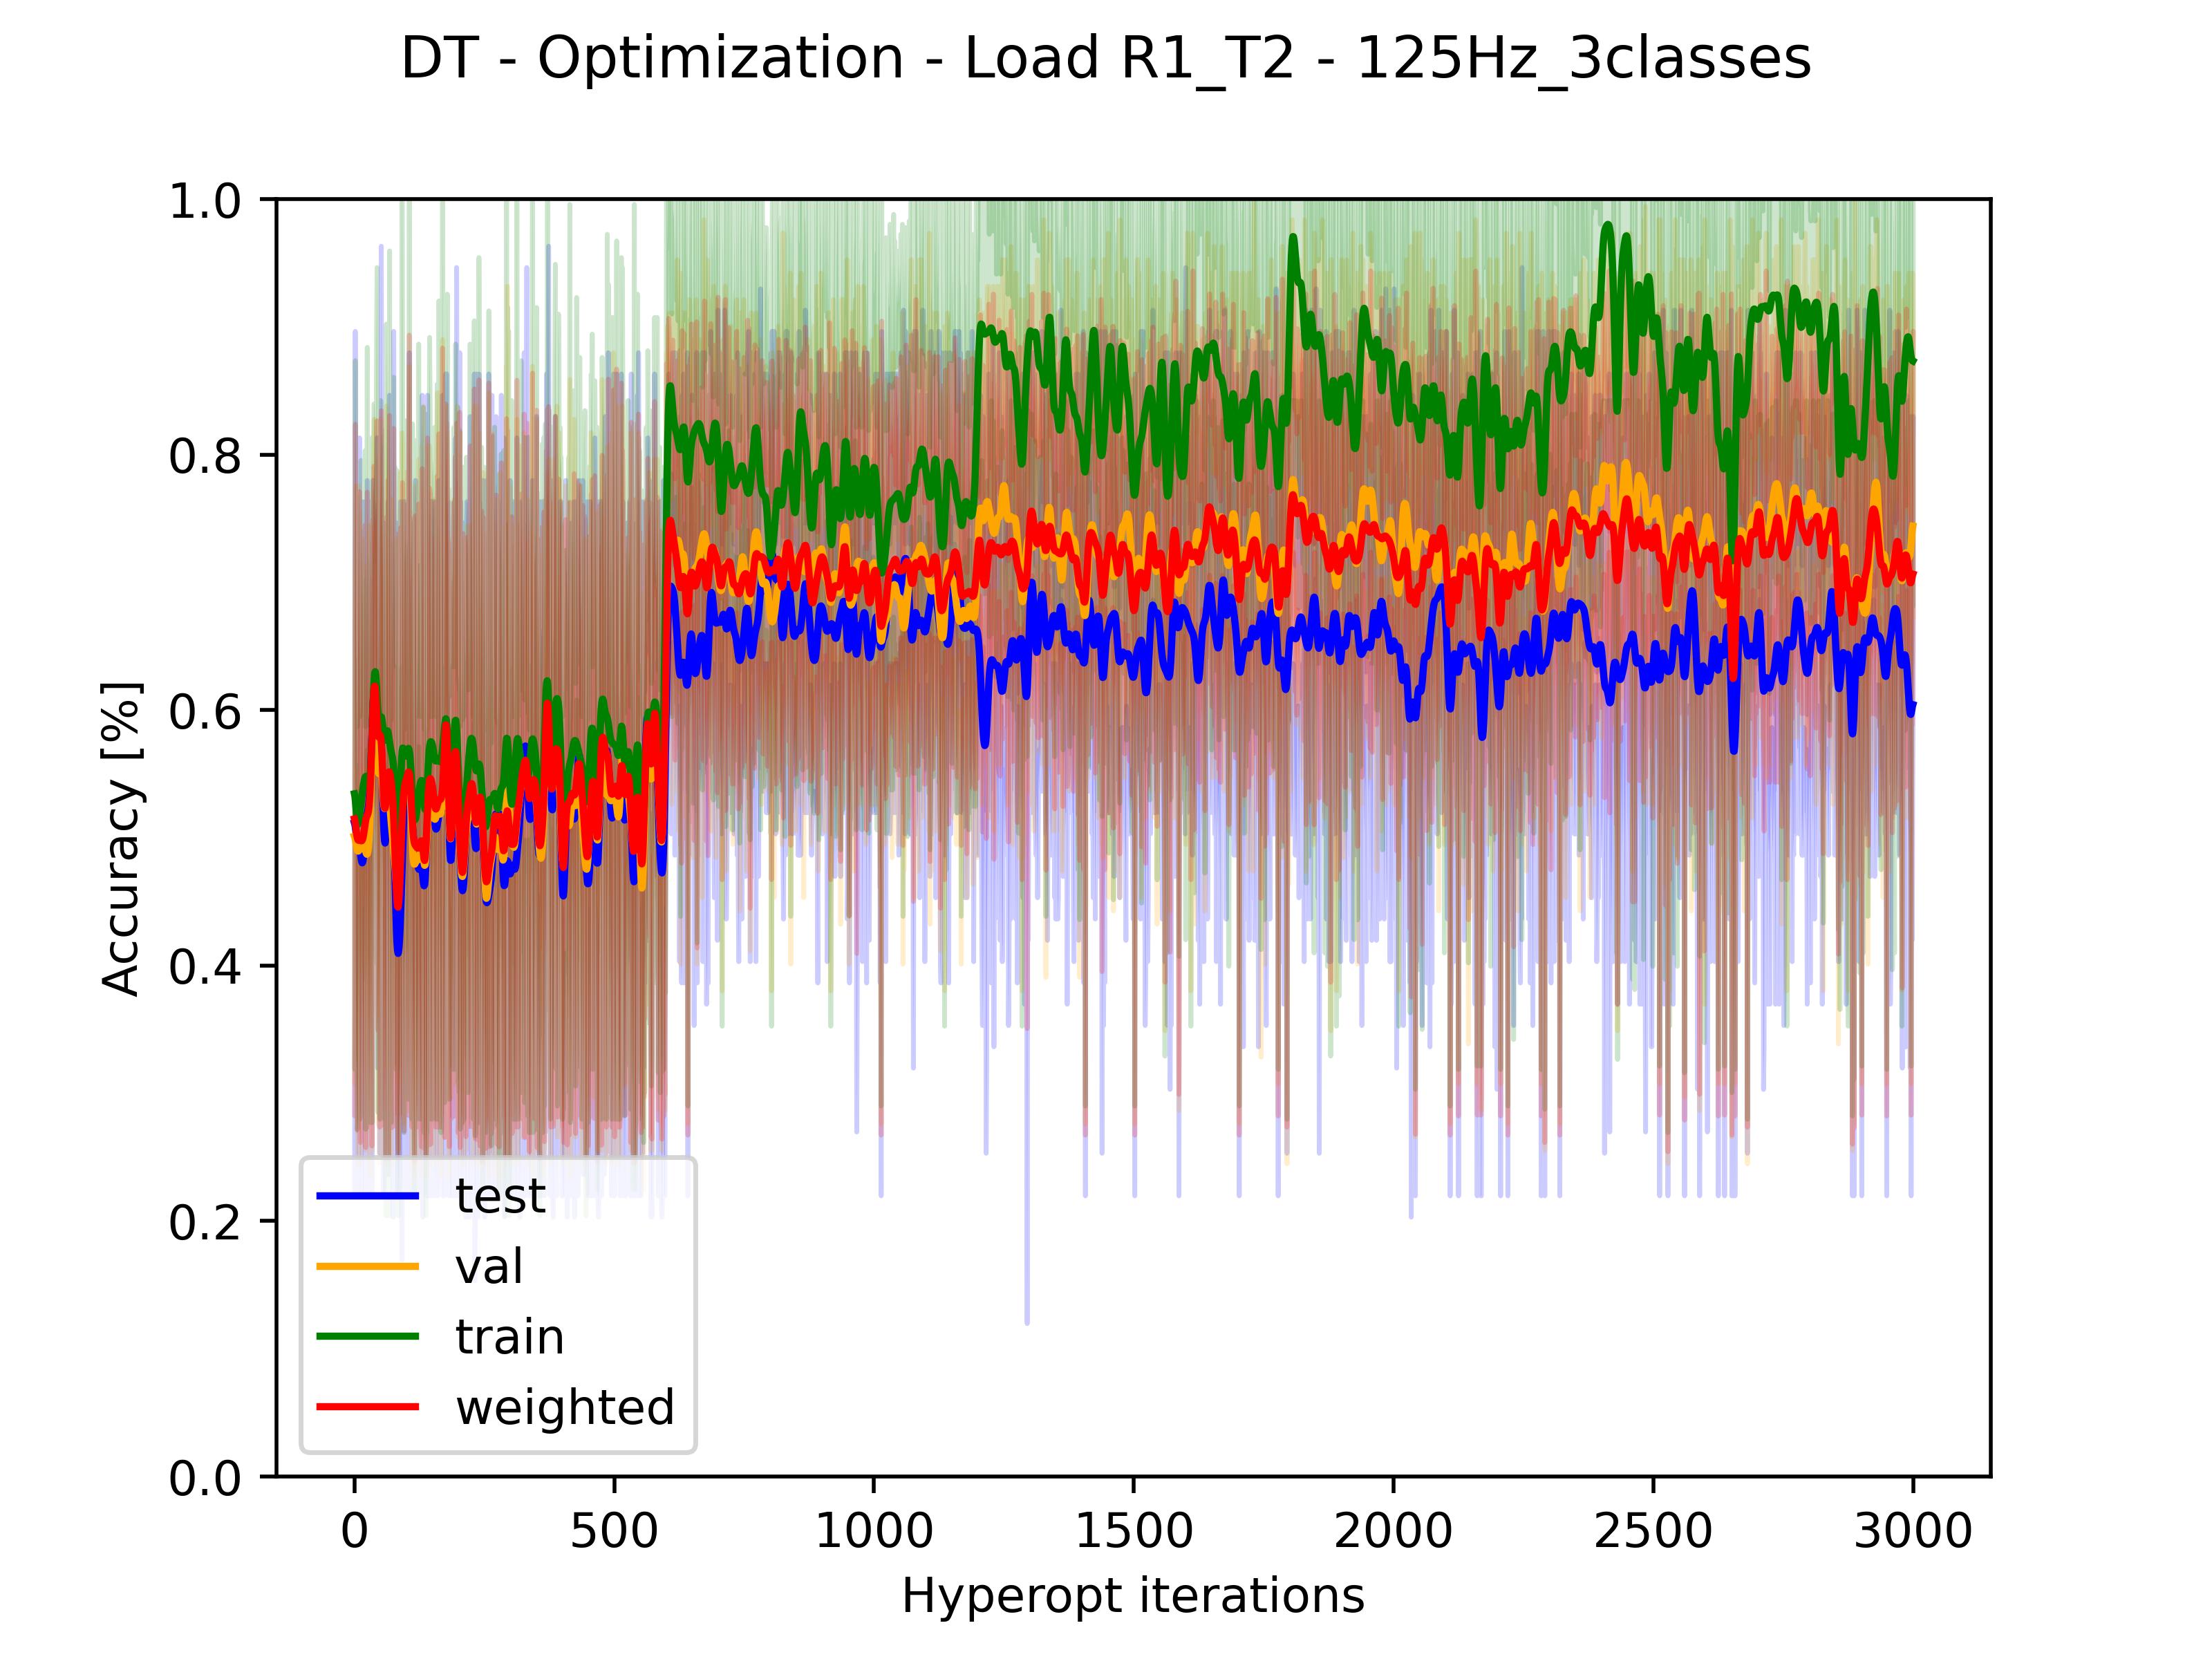 DT - Optimization - Load R1_T2 - 125Hz_3classes
1.0
0.8
0.6
0.4
0.2
0.0
Accuracy [%]
test
val
train
weighted
0 500 1000 1500 2000 2500 3000
Hyperopt iterations